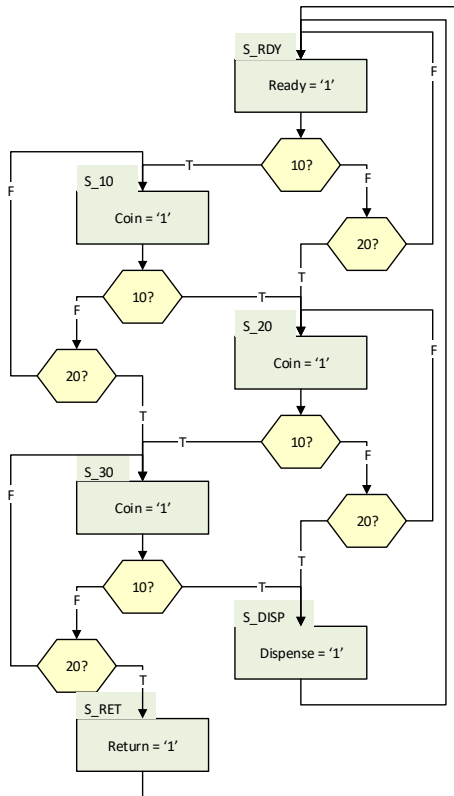 S_RDY
F
Ready = ‘1’
10?
T
F
S_10
F
Coin = ‘1’
20?
10?
T
T
F
S_20
F
Coin = ‘1’
20?
T
10?
T
F
S_30
F
Coin = ‘1’
20?
T
10?
T
F
S_DISP
Dispense = ‘1’
20?
T
S_RET
Return = ‘1’